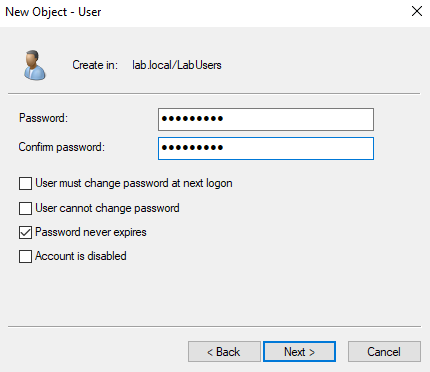 New Object - User
Create in: lab.local/LabUsers
Password: •••••••••
Confirm password: •••••••••
User must change password at next logon
User cannot change password
Password never expires
Account is disabled
< Back Next > Cancel